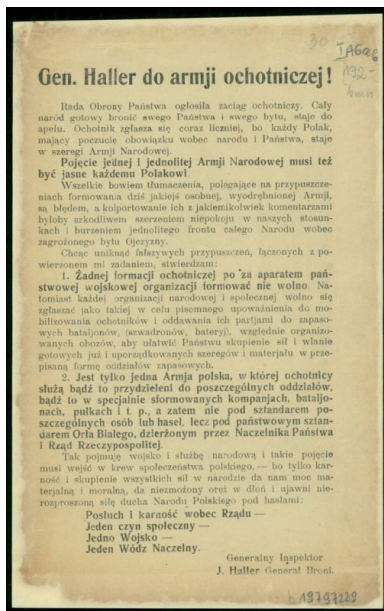 30
IA6a6
192-
Gen. Haller do armji ochotniczej!
Rada Obrony Państwa ogłosiła zaciąg ochotniczy. Cały
naród gotowy bronić swego Państwa i swego bytu, staje do
apelu. Ochotnik zgłasza się coraz liczniej, bo każdy Polak,
mający poczucie obowiązku wobec narodu i Państwa, staje
w szeregi Armji Narodowej.
Pojęcie jednej i jednolitej Armji Narodowej musi też
być jasne każdemu Polakowi.
Wszelkie bowiem tłumaczenia, polegające na przypuszcze-
niach formowania dziś jakiejś osobnej, wyodrębnionej Armji,
są błędem, a kolportowanie ich z jakiemikolwiek komentarzami
byłoby szkodliwem szerzeniem niepokoju w naszych stosun-
kach i burzeniem jednolitego frontu całego Narodu wobec
zagrożonego bytu Ojczyzny.
Chcąc uniknąć fałszywych przypuszczeń, łączonych z po-
wierzonem mi zadaniem, stwierdzam:
1. Żadnej formacji ochotniczej po za aparatem pań-
stwowej wojskowej organizacji formować nie wolno. Na-
tomiast każdej organizacji narodowej i społecznej wolno się
zgłaszać jako takiej w celu pisemnego upoważnienia do mo-
bilizowania ochotników i oddawania ich partjami do zapaso-
wych bataljonów, (szwadronów, bateryj), względnie organizo-
wanych obozów, aby ułatwić Państwu skupienie sił i wlanie
gotowych już i uporządkowanych szeregów i materjału w prze-
pisaną formę oddziałów zapasowych.
2. Jest tylko jedna Armja polska, w której ochotnicy
służą bądź to przydzieleni do poszczególnych oddziałów,
bądź to w specjalnie sformowanych kompanjach, bataljo-
nach, pułkach i t. p., a zatem nie pod sztandarem po-
szczególnych osób lub haseł, lecz pod państwowym sztan-
darem Orła Białego, dzierżonym przez Naczelnika Państwa
i Rząd Rzeczypospolitej.
Tak pojmuję wojsko i służbę narodową i takie pojęcie
musi wejść w krew społeczeństwa polskiego, — bo tylko kar-
ność i skupienie wszystkich sił w narodzie da nam moc ma-
terjalną i moralną, da niezmożony oręż w dłoń i ujawni nie-
rozproszoną siłę ducha Narodu Polskiego pod hasłami:
Posłuch i karność wobec Rządu —
Jeden czyn społeczny —
Jedno Wojsko —
Jeden Wódz Naczelny.
Generalny Inspektor
J. Haller Generał Broni.
19797229